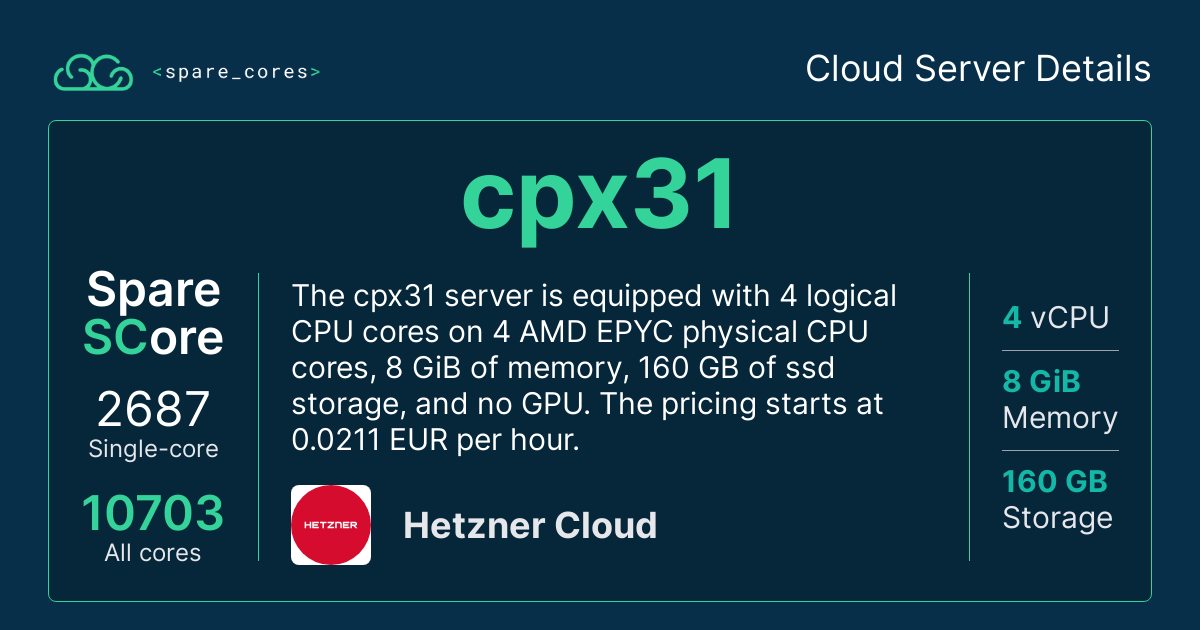 <spare_cores>
Cloud Server Details
cpx31
Spare
SCore
2687
Single-core
10703
All cores
The cpx31 server is equipped with 4 logical
CPU cores on 4 AMD EPYC physical CPU
cores, 8 GiB of memory, 160 GB of ssd
storage, and no GPU. The pricing starts at
0.0211 EUR per hour.
HETZNER
Hetzner Cloud
4 vCPU
8 GiB
Memory
160 GB
Storage